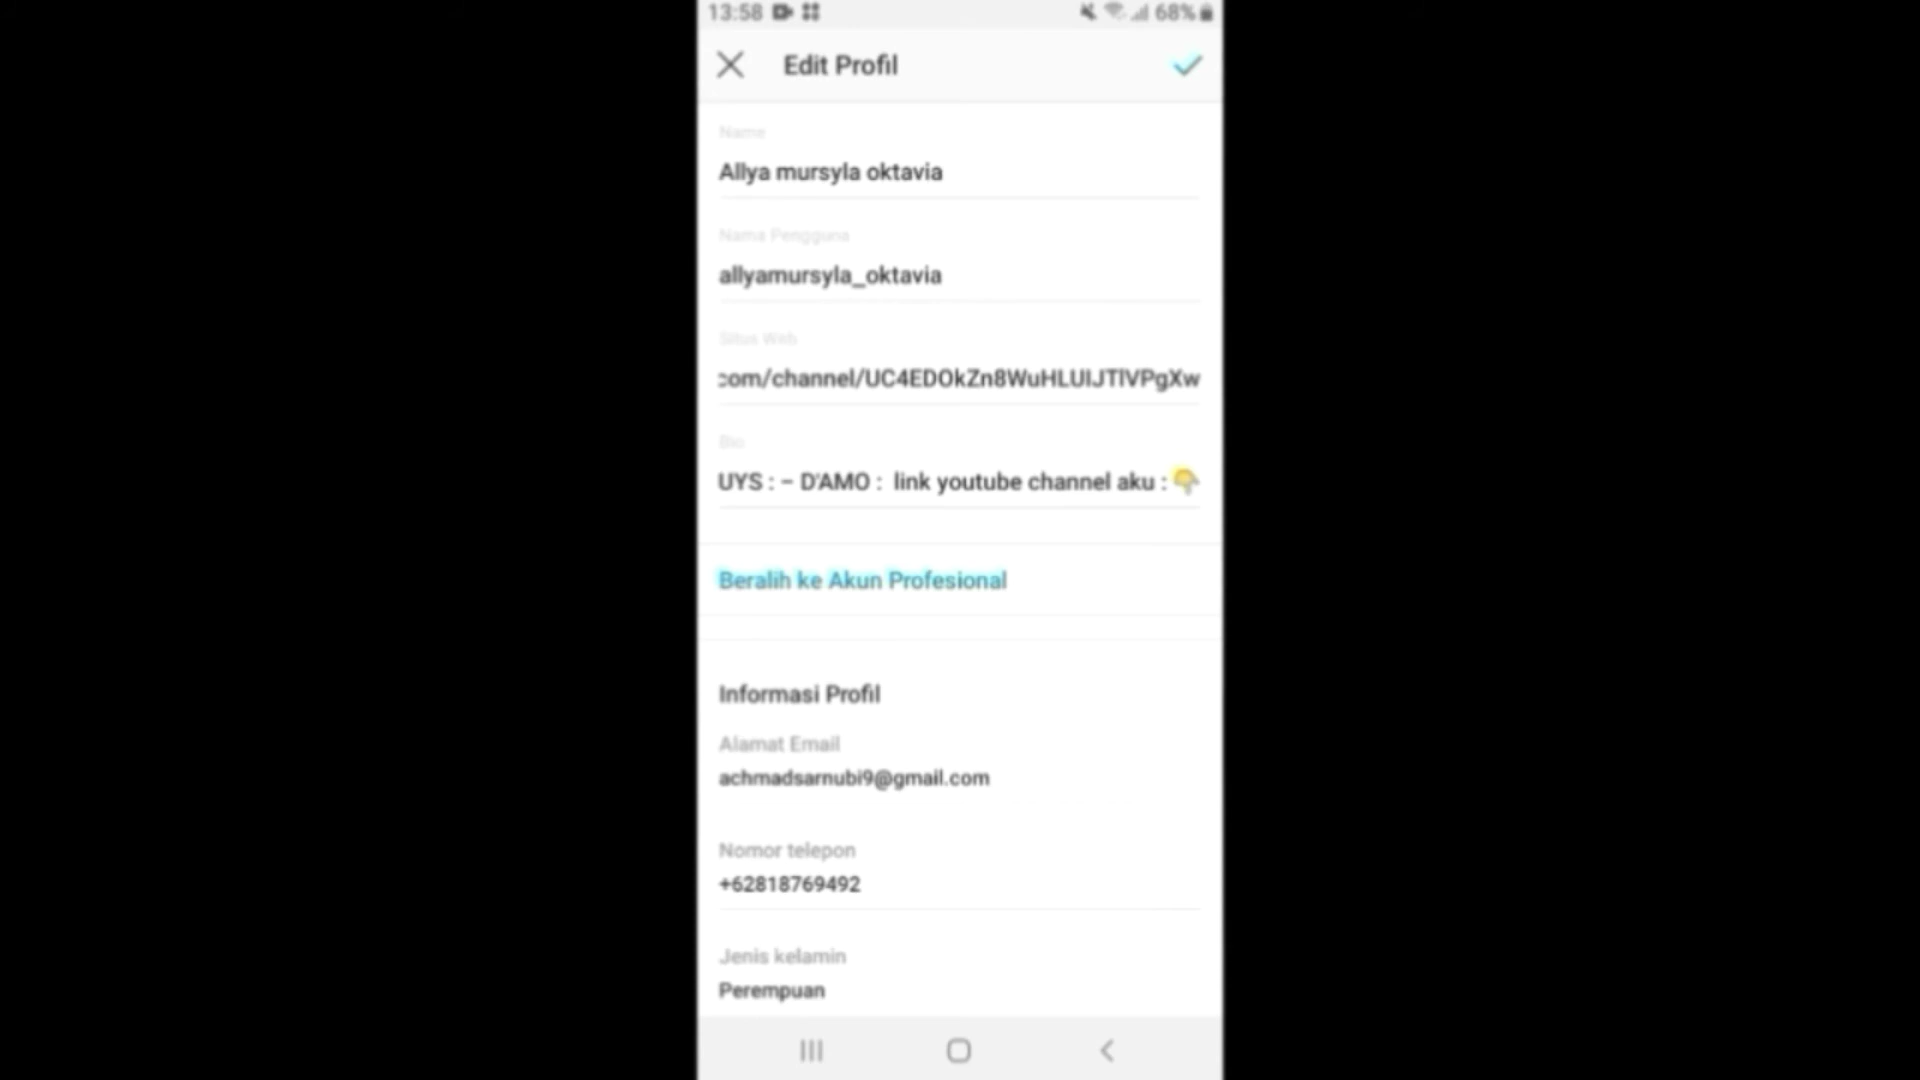 13:58 68%
Edit Profil
Name
Allya mursyla oktavia
Nama Pengguna
allyamursyla_oktavia
Situs Web
com/channel/UC4EDOkZn8WuHLUIJTlVPgXw
Bio
UYS : – D'AMO : link youtube channel aku : 👇
Beralih ke Akun Profesional
Informasi Profil
Alamat Email
achmadsarnubi9@gmail.com
Nomor telepon
+62818769492
Jenis kelamin
Perempuan